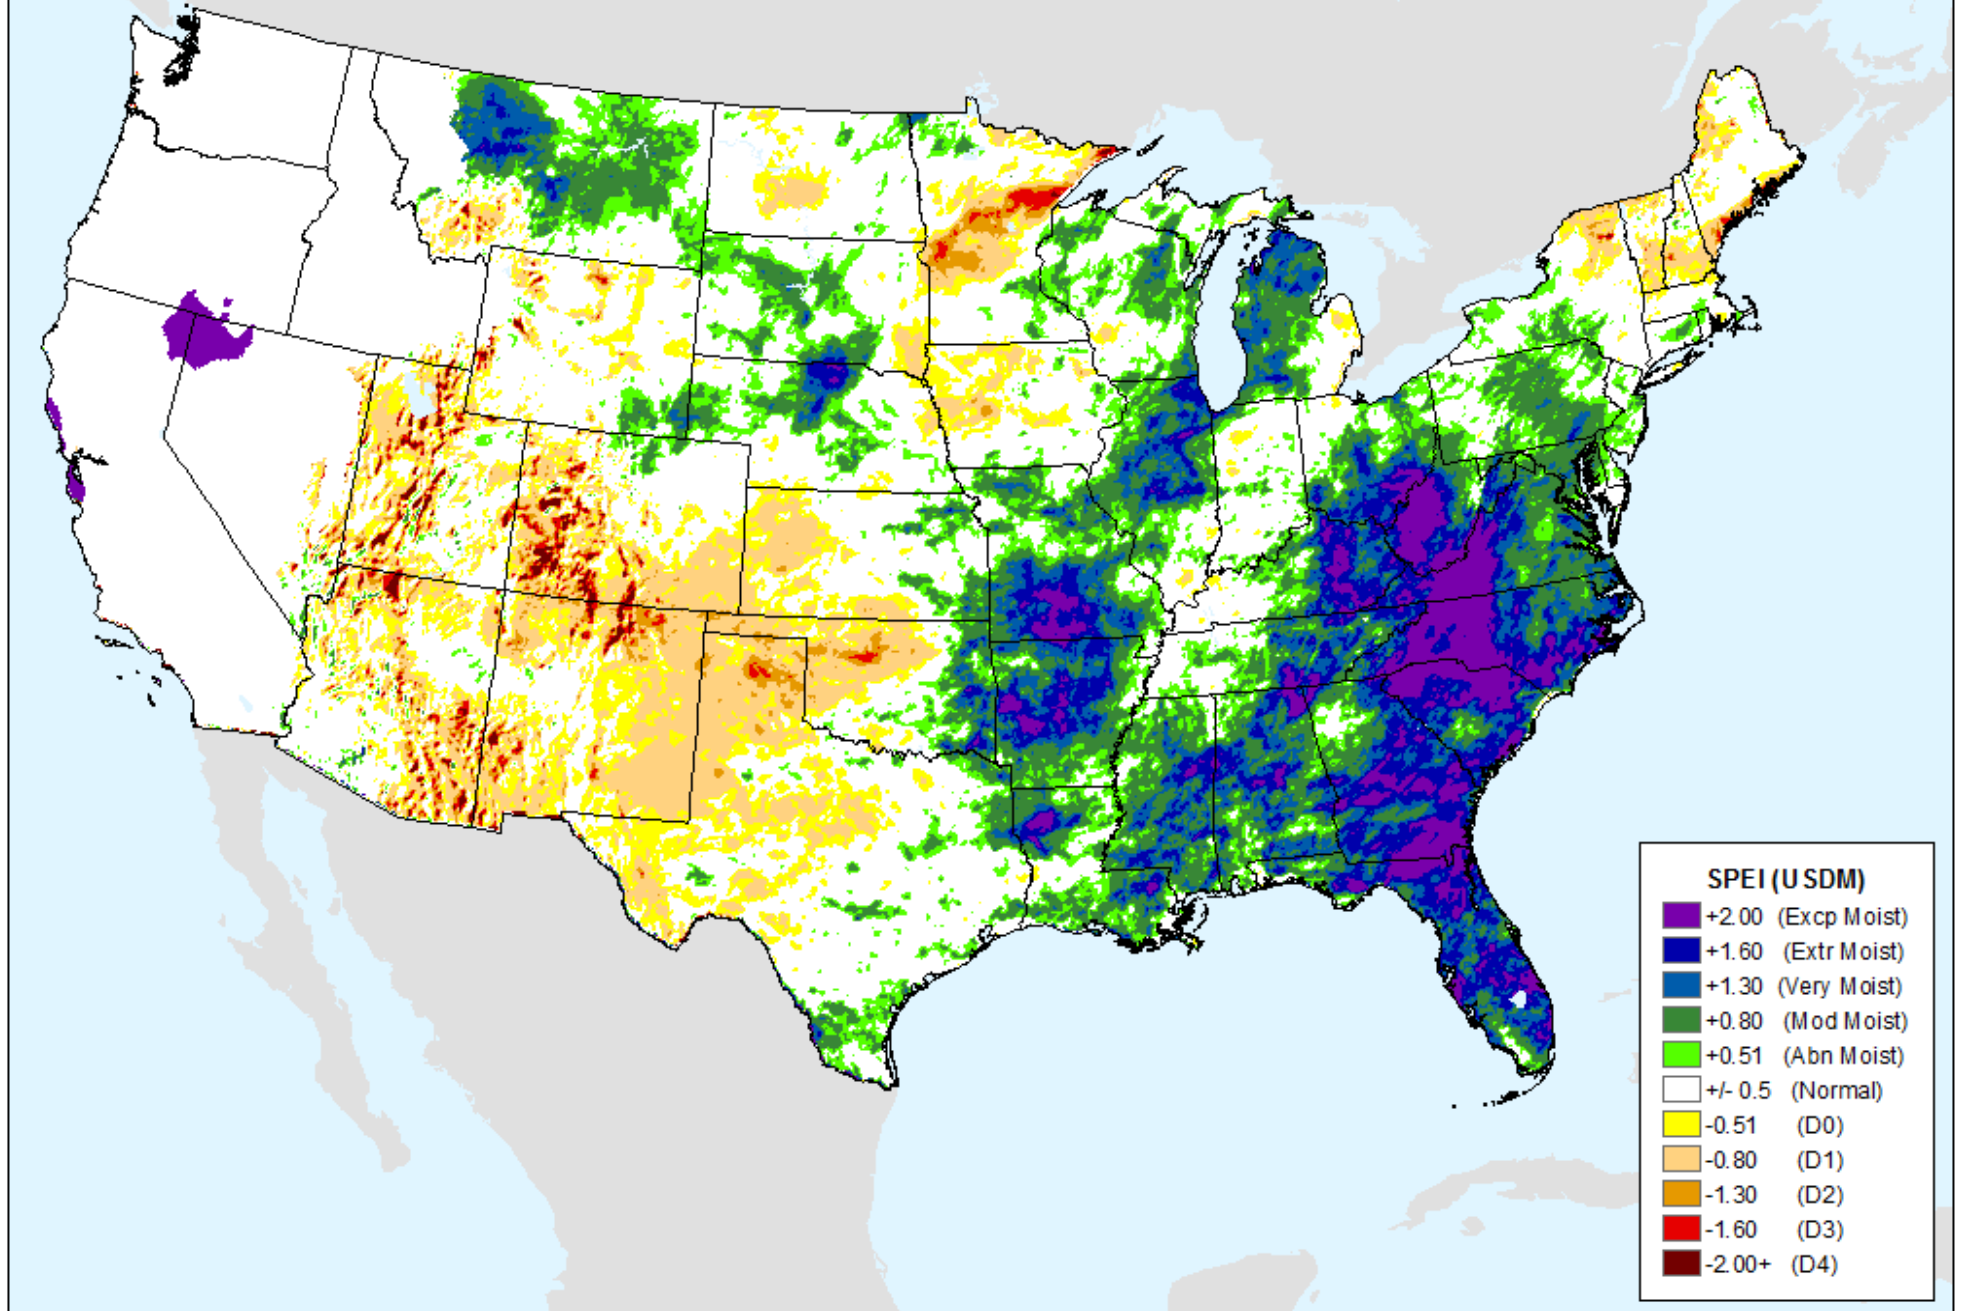 SPEI (USDM)
+2.00 (Excp Moist)
+1.60 (Extr Moist)
+1.30 (Very Moist)
+0.80 (Mod Moist)
+0.51 (Abn Moist)
+/- 0.5 (Normal)
-0.51 (D0)
-0.80 (D1)
-1.30 (D2)
-1.60 (D3)
-2.00+ (D4)